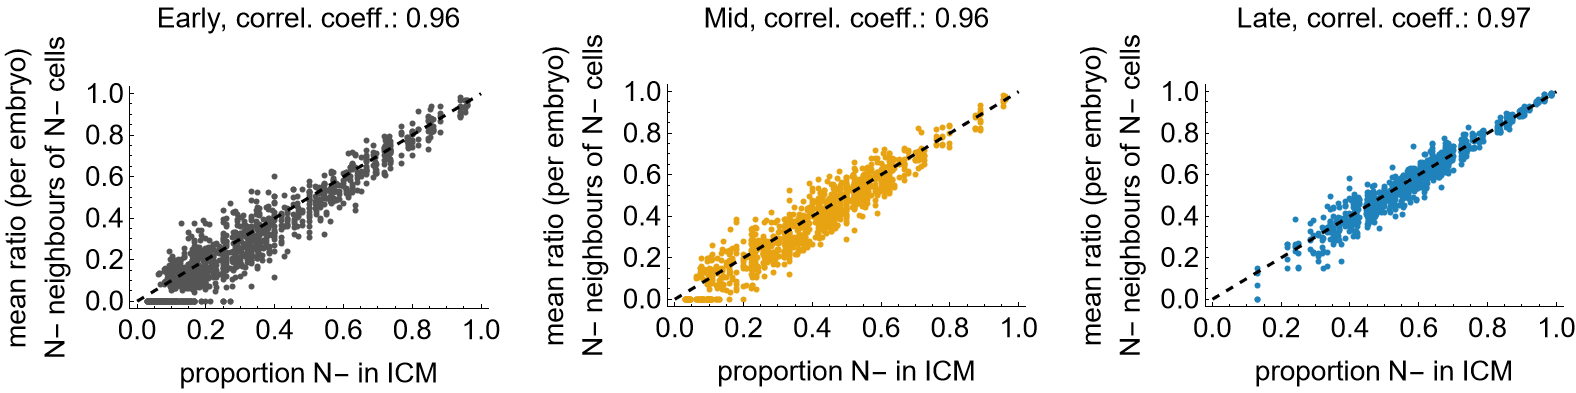 Early, correl. coeff.: 0.96
mean ratio (per embryo)
N− neighbours of N− cells
1.0
0.8
0.6
0.4
0.2
0.0
0.0 0.2 0.4 0.6 0.8 1.0
proportion N− in ICM
Mid, correl. coeff.: 0.96
mean ratio (per embryo)
N− neighbours of N− cells
1.0
0.8
0.6
0.4
0.2
0.0
0.0 0.2 0.4 0.6 0.8 1.0
proportion N− in ICM
Late, correl. coeff.: 0.97
mean ratio (per embryo)
N− neighbours of N− cells
1.0
0.8
0.6
0.4
0.2
0.0
0.0 0.2 0.4 0.6 0.8 1.0
proportion N− in ICM